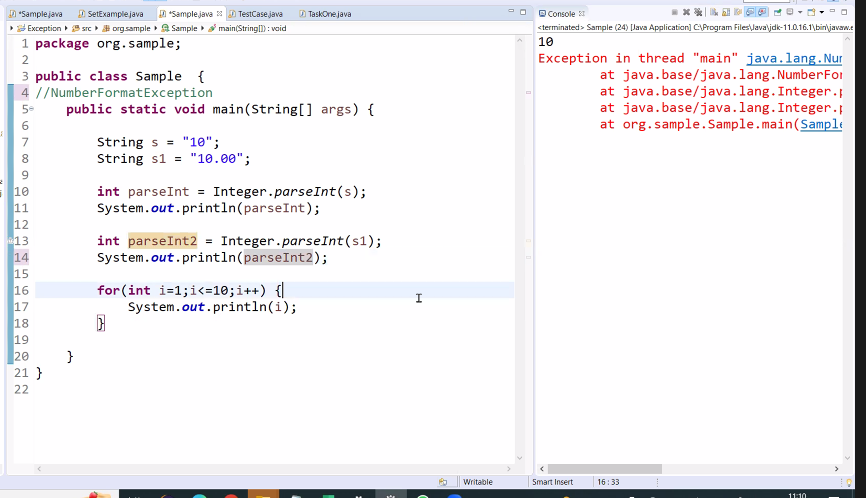 *Sample.java SetExample.java *Sample.java TestCase.java TaskOne.java
Exception src org.sample Sample main(String[]) : void
1 package org.sample;
2
3 public class Sample {
4 //NumberFormatException
5 public static void main(String[] args) {
6
7 String s = "10";
8 String s1 = "10.00";
9
10 int parseInt = Integer.parseInt(s);
11 System.out.println(parseInt);
12
13 int parseInt2 = Integer.parseInt(s1);
14 System.out.println(parseInt2);
15
16 for(int i=1;i<=10;i++) {
17 System.out.println(i);
18 }
19
20 }
21 }
22
Console
<terminated> Sample (24) [Java Application] C:\Program Files\Java\jdk-11.0.16.1\bin\javaw.e
10
Exception in thread "main" java.lang.Num
at java.base/java.lang.NumberFor
at java.base/java.lang.Integer.p
at java.base/java.lang.Integer.p
at org.sample.Sample.main(Sample
Writable Smart Insert 16 : 33
11:10